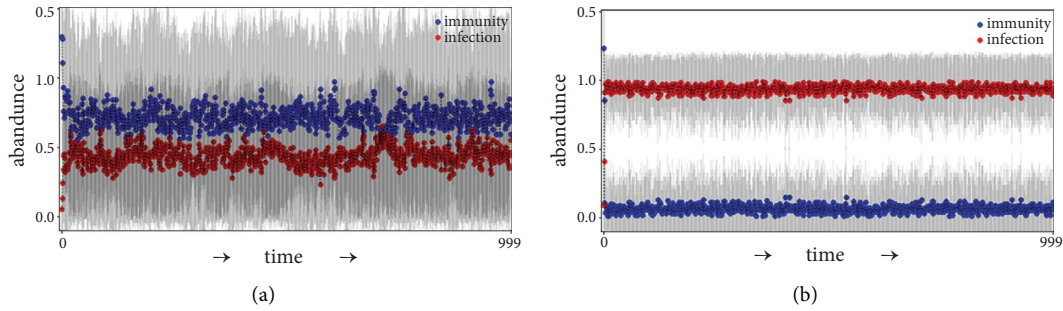 0.5
immunity
infection
1.0
abandunce
0.5
0.0
0
999
→ time →
(a)
0.5
immunity
infection
1.0
abandunce
0.5
0.0
0
999
→ time →
(b)